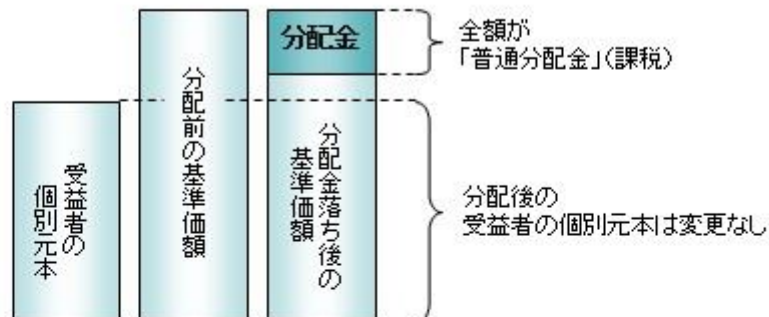 受益者の
個別元本
分配前の基準価額
分配金
分配金落ち後の
基準価額
全額が
「普通分配金」(課税)
分配後の
受益者の個別元本は変更なし